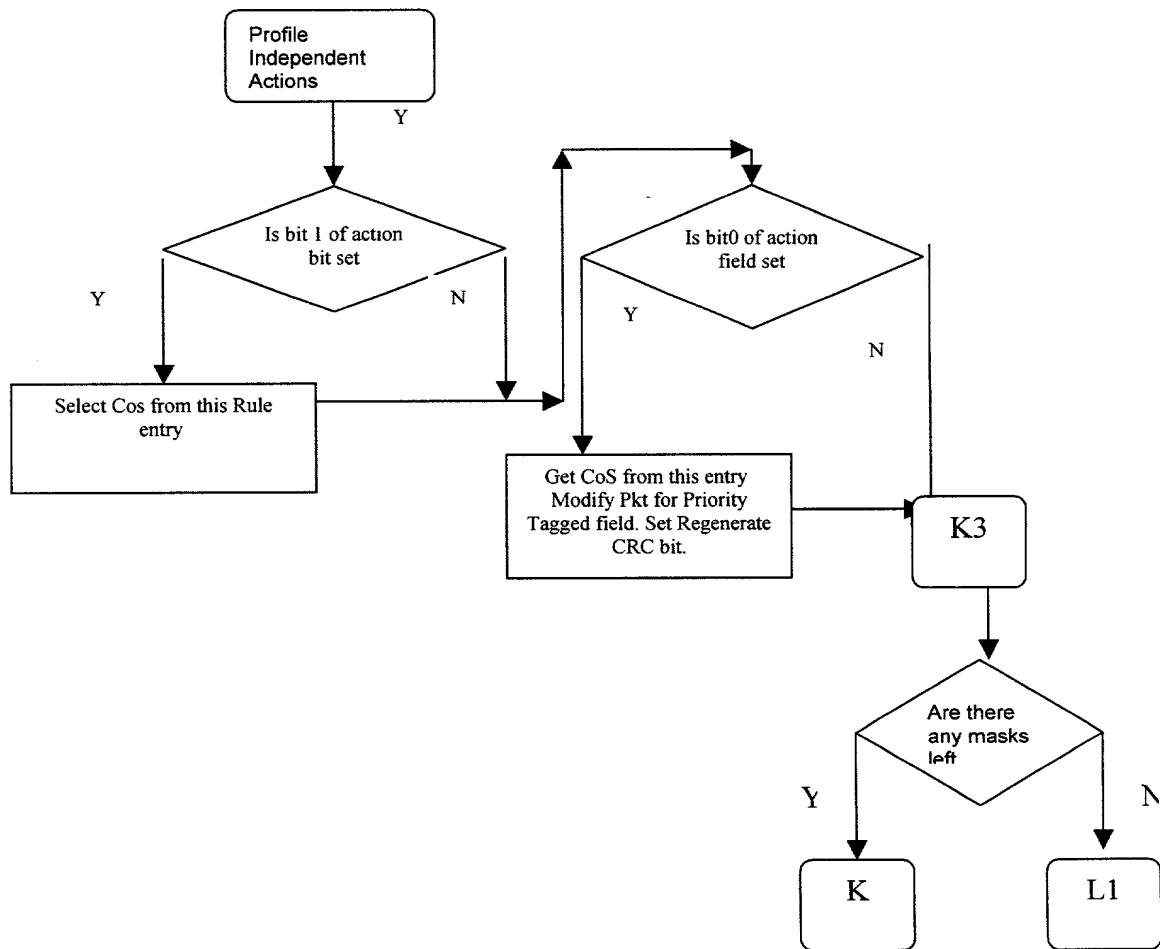 Profile
Independent
Actions
Y
Is bit 1 of action
bit set
Y
N
Is bit0 of action
field set
Y
N
Select Cos from this Rule
entry
Get CoS from this entry
Modify Pkt for Priority
Tagged field. Set Regenerate
CRC bit.
K3
Are there
any masks
left
Y
N
K
L1